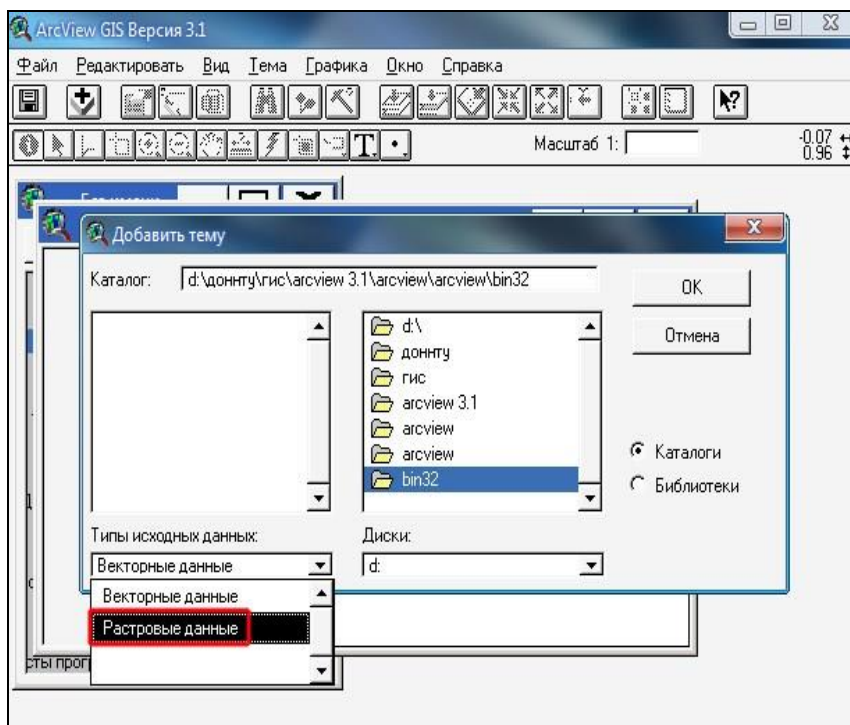 ArcView GIS Версия 3.1
Файл Редактировать Вид Тема Графика Окно Справка
Масштаб 1:
-0.07
0.96
Добавить тему
Каталог: d:\доннту\гис\arcview 3.1\arcview\arcview\bin32
OK
Отмена
d:\
доннту
гис
arcview 3.1
arcview
arcview
bin32
Каталоги
Библиотеки
Типы исходных данных:
Диски:
Векторные данные
d:
Векторные данные
Растровые данные